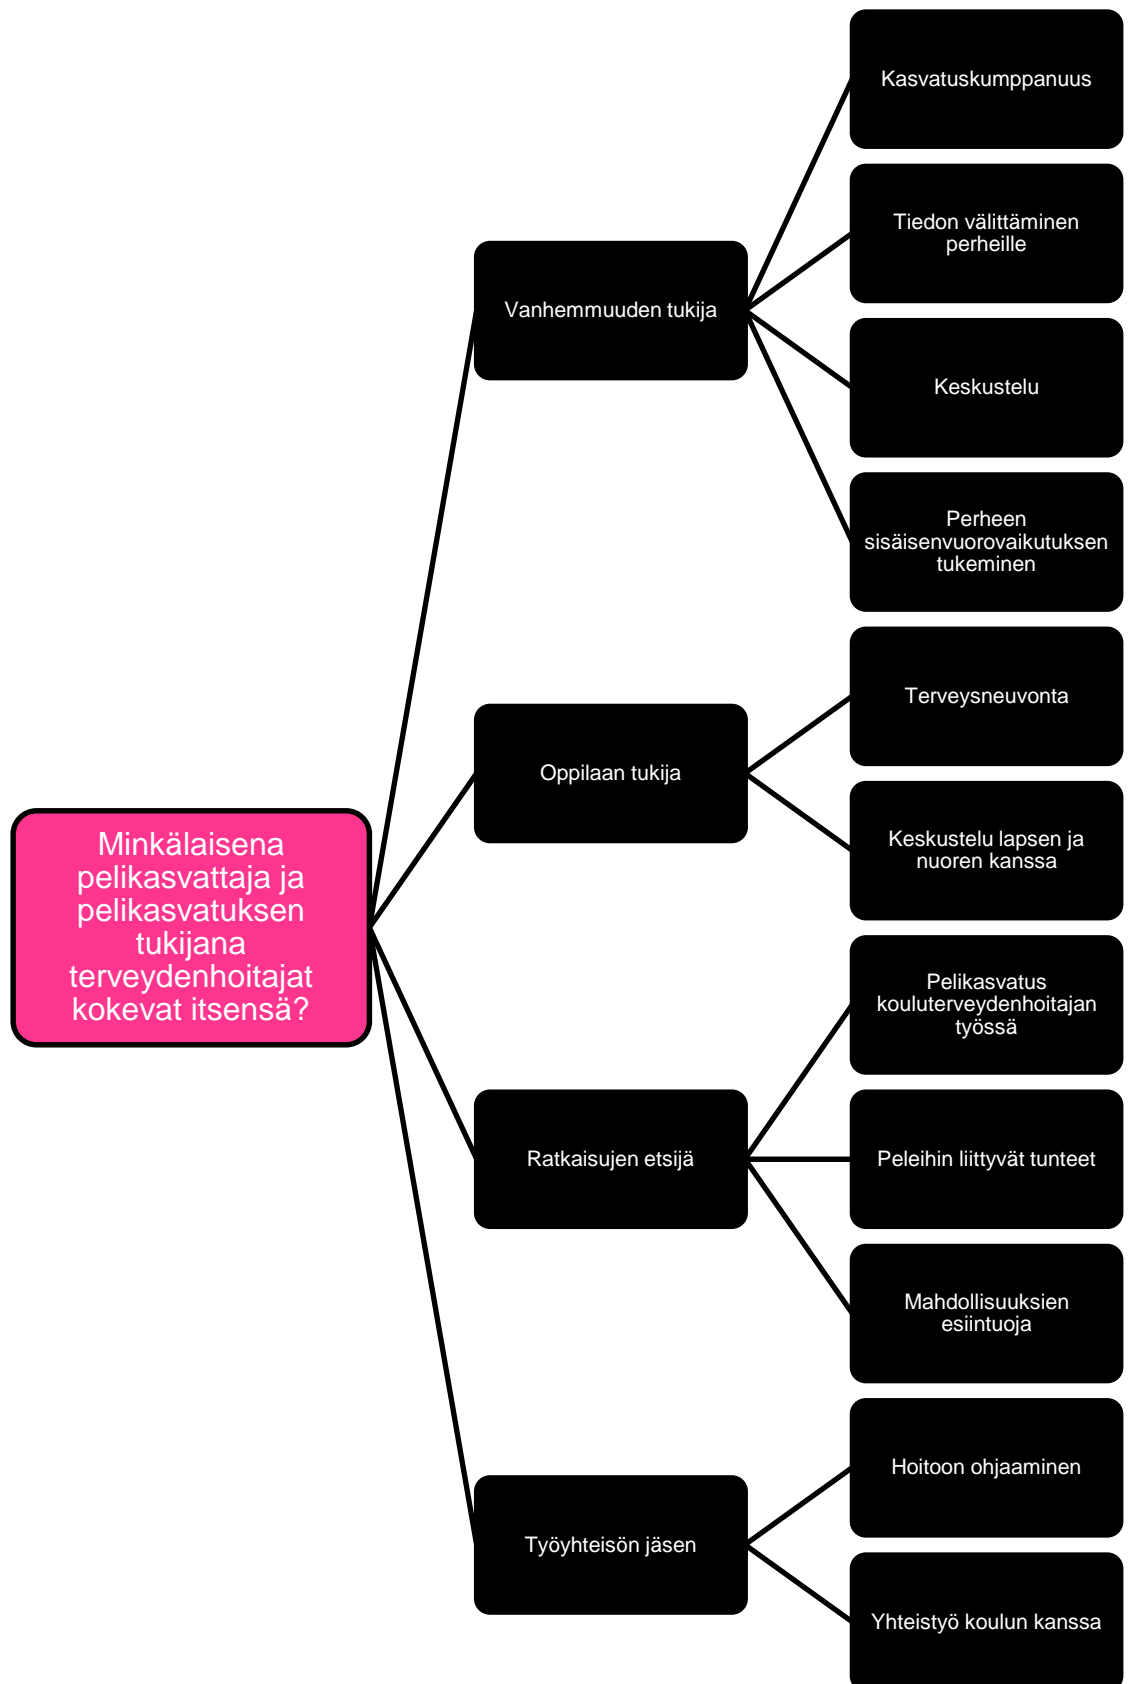 Minkälaisena
pelikasvattaja ja
pelikasvatuksen
tukijana
terveydenhoitajat
kokevat itsensä?
Vanhemmuuden tukija
Kasvatuskumppanuus
Tiedon välittäminen
perheille
Keskustelu
Perheen
sisäisenvuorovaikutuksen
tukeminen
Oppilaan tukija
Terveysneuvonta
Keskustelu lapsen ja
nuoren kanssa
Ratkaisujen etsijä
Pelikasvatus
kouluterveydenhoitajan
työssä
Peleihin liittyvät tunteet
Mahdollisuuksien
esiintuoja
Työyhteisön jäsen
Hoitoon ohjaaminen
Yhteistyö koulun kanssa